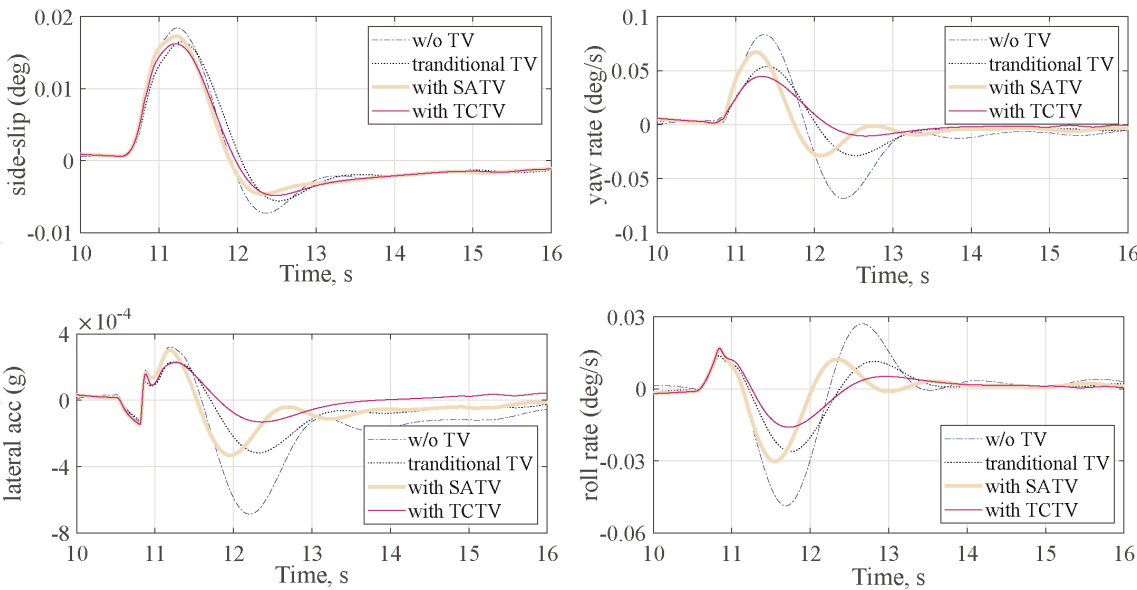 0.02
0.01
0
-0.01
side-slip (deg)
w/o TV
tranditional TV
with SATV
with TCTV
10 11 12 13 14 15 16
Time, s
0.1
0.05
0
-0.05
-0.1
yaw rate (deg/s)
w/o TV
tranditional TV
with SATV
with TCTV
10 11 12 13 14 15 16
Time, s
×10-4
4
0
-4
-8
lateral acc (g)
w/o TV
tranditional TV
with SATV
with TCTV
10 11 12 13 14 15 16
Time, s
0.03
0
-0.03
-0.06
roll rate (deg/s)
w/o TV
tranditional TV
with SATV
with TCTV
10 11 12 13 14 15 16
Time, s